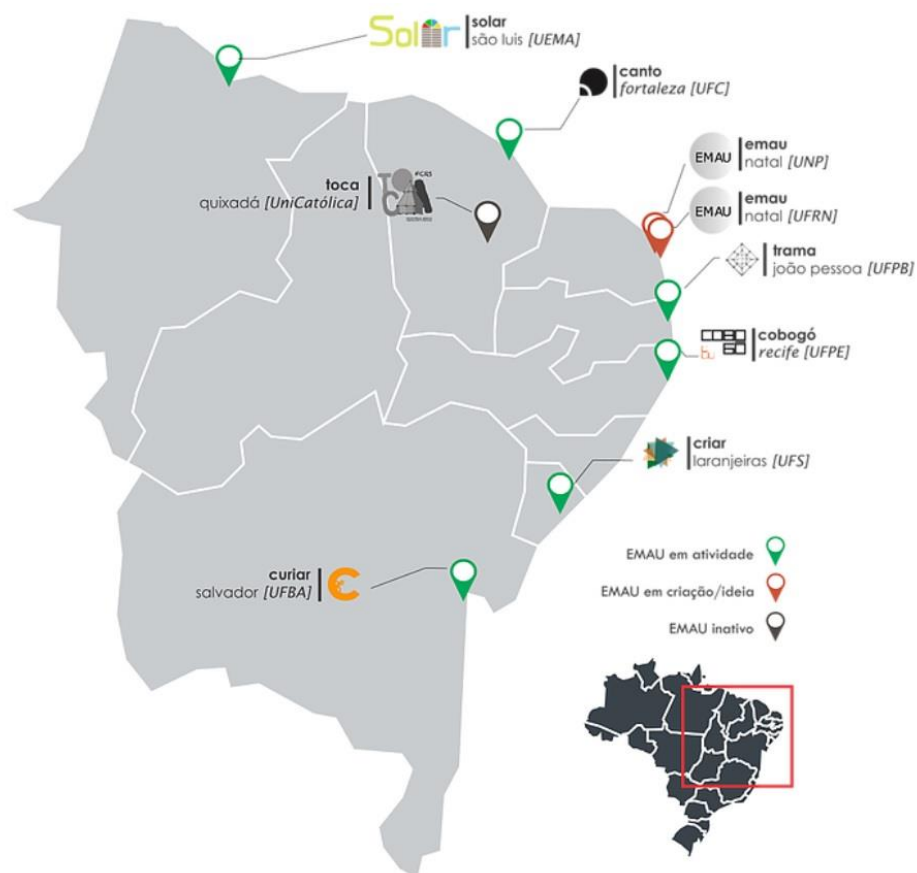 Solar
solar
são luis [UEMA]
canto
fortaleza [UFC]
EMAU
emau
natal [UNP]
toca
quixadá [UniCatólica]
TOCA
EMAU
emau
natal [UFRN]
trama
joão pessoa [UFPB]
cobogó
recife [UFPE]
criar
laranjeiras [UFS]
EMAU em atividade
curiar
salvador [UFBA]
EMAU em criação/ideia
EMAU inativo